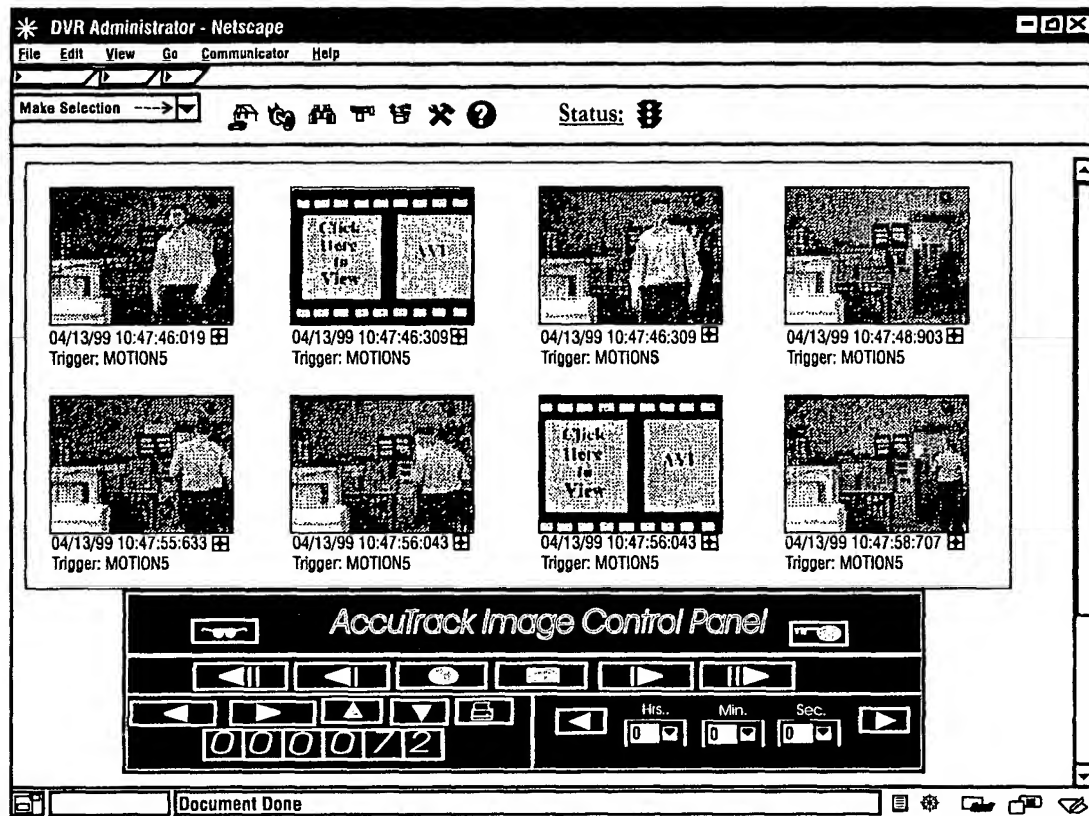 DVR Administrator - Netscape
File Edit View Go Communicator Help
Make Selection ---->
Status:
Click
Here
to
View
AVI
04/13/99 10:47:46:019
Trigger: MOTION5
04/13/99 10:47:46:309
Trigger: MOTION5
04/13/99 10:47:46:309
Trigger: MOTION5
04/13/99 10:47:48:903
Trigger: MOTION5
Click
Here
to
View
AVI
04/13/99 10:47:55:633
Trigger: MOTION5
04/13/99 10:47:56:043
Trigger: MOTION5
04/13/99 10:47:56:043
Trigger: MOTION5
04/13/99 10:47:58:707
Trigger: MOTION5
AccuTrack Image Control Panel
Hrs.. Min. Sec.
0 0 0
000072
Document Done